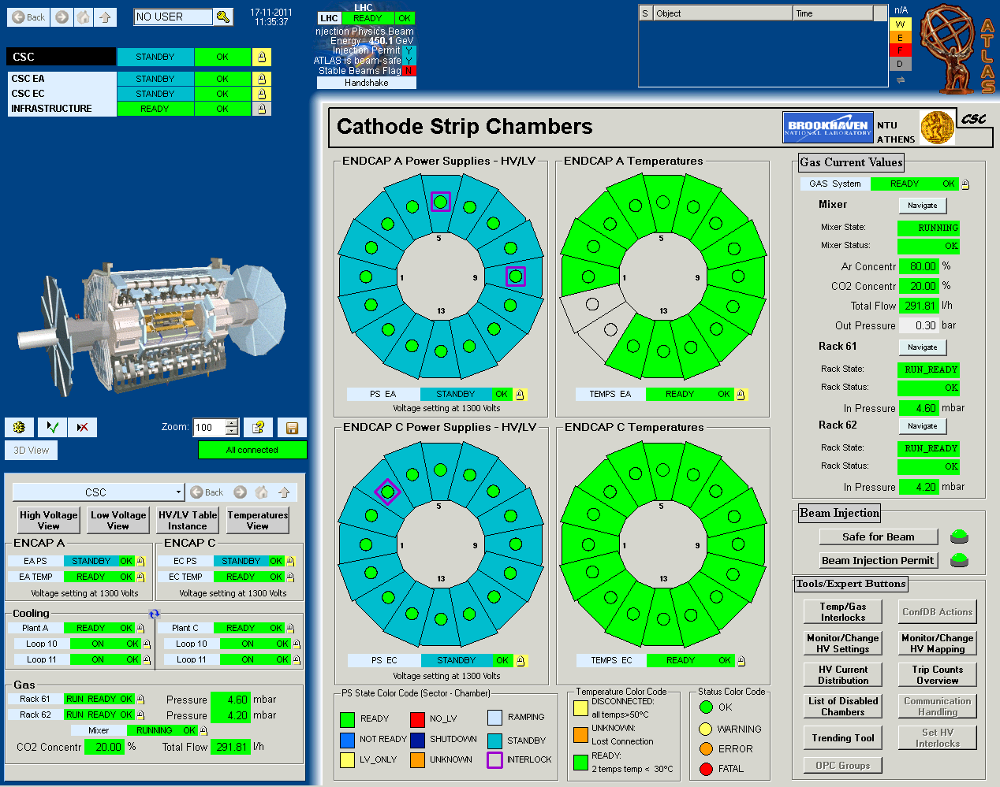 Back
NO USER
17-11-2011
11:35:37
LHC
LHC READY OK
njection Physics Beam
Energy 450.1 GeV
Injection Permit Y
ATLAS is beam-safe Y
Stable Beams Flag N
Handshake
S Object Time
n/A
W
E
F
D
ATLAS
CSC STANDBY OK
CSC EA STANDBY OK
CSC EC STANDBY OK
INFRASTRUCTURE READY OK
Zoom: 100
3D View
All connected
CSC
Back
High Voltage View
Low Voltage View
HV/LV Table Instance
Temperatures View
ENCAP A
EA PS STANDBY OK
EA TEMP READY OK
Voltage setting at 1300 Volts
ENCAP C
EC PS STANDBY OK
EC TEMP READY OK
Voltage setting at 1300 Volts
Cooling
Plant A READY OK
Loop 10 ON OK
Loop 11 ON OK
Plant C READY OK
Loop 10 ON OK
Loop 11 ON OK
Gas
Rack 61 RUN_READY OK Pressure 4.60 mbar
Rack 62 RUN_READY OK Pressure 4.20 mbar
Mixer RUNNING OK
CO2 Concentr 20.00 % Total Flow 291.81 l/h
Cathode Strip Chambers
BROOKHAVEN
NATIONAL LABORATORY
NTU
ATHENS
CSC
ENDCAP A Power Supplies - HV/LV
5
1 9
13
PS EA STANDBY OK
Voltage setting at 1300 Volts
ENDCAP A Temperatures
5
1 9
13
TEMPS EA READY OK
ENDCAP C Power Supplies - HV/LV
5
1 9
13
PS EC STANDBY OK
Voltage setting at 1300 Volts
ENDCAP C Temperatures
5
1 9
13
TEMPS EC READY OK
PS State Color Code (Sector - Chamber)
READY NO_LV RAMPING
NOT READY SHUTDOWN STANDBY
LV_ONLY UNKNOWN INTERLOCK
Temperature Color Code
DISCONNECTED:
all temps>50°C
UNKNOWN:
Lost Connection
READY:
2 temps temp < 30°C
Status Color Code
OK
WARNING
ERROR
FATAL
Gas Current Values
GAS System READY OK
Mixer Navigate
Mixer State: RUNNING
Mixer Status: OK
Ar Concentr 80.00 %
CO2 Concentr 20.00 %
Total Flow 291.81 l/h
Out Pressure 0.30 bar
Rack 61 Navigate
Rack State: RUN_READY
Rack Status: OK
In Pressure 4.60 mbar
Rack 62 Navigate
Rack State: RUN_READY
Rack Status: OK
In Pressure 4.20 mbar
Beam Injection
Safe for Beam
Beam Injection Permit
Tools/Expert Buttons
Temp/Gas Interlocks
ConfDB Actions
Monitor/Change HV Settings
Monitor/Change HV Mapping
HV Current Distribution
Trip Counts Overview
List of Disabled Chambers
Communication Handling
Trending Tool
Set HV Interlocks
OPC Groups